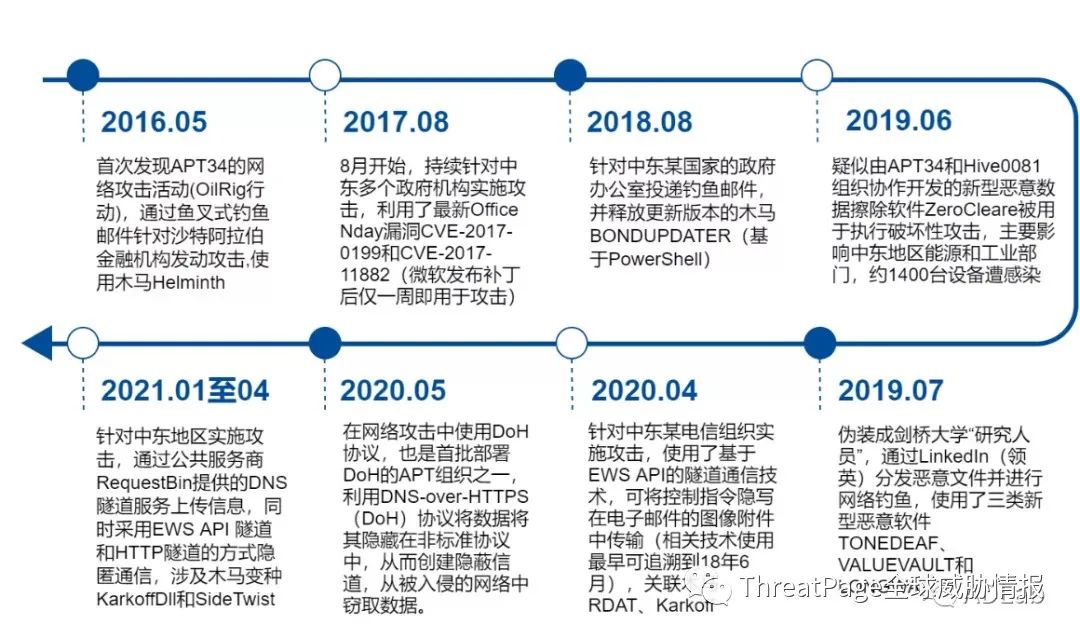 2016.05
首次发现APT34的网
络攻击活动(OilRig行
动)，通过鱼叉式钓鱼
邮件针对沙特阿拉伯
金融机构发动攻击,使
用木马Helminth
2017.08
8月开始，持续针对中
东多个政府机构实施攻
击，利用了最新Office
Nday漏洞CVE-2017-
0199和CVE-2017-
11882（微软发布补丁
后仅一周即用于攻击）
2018.08
针对中东某国家的政府
办公室投递钓鱼邮件，
并释放更新版本的木马
BONDUPDATER（基
于PowerShell）
2019.06
疑似由APT34和Hive0081
组织协作开发的新型恶意数
据擦除软件ZeroCleare被用
于执行破坏性攻击，主要影
响中东地区能源和工业部
门，约1400台设备遭感染
2019.07
伪装成剑桥大学“研究人
员”，通过LinkedIn（领
英）分发恶意文件并进行
网络钓鱼，使用了三类新
型恶意软件
TONEDEAF、
VALUEVAULT和
2020.04
针对中东某电信组织实
施攻击，使用了基于
EWS API的隧道通信技
术，可将控制指令隐写
在电子邮件的图像附件
中传输（相关技术使用
最早可追溯到18年6
月），关联
RDAT、Karkoff
2020.05
在网络攻击中使用DoH
协议，也是首批部署
DoH的APT组织之一，
利用DNS-over-HTTPS
（DoH）协议将数据将
其隐藏在非标准协议
中，从而创建隐蔽信
道，从被入侵的网络中
窃取数据。
2021.01至04
针对中东地区实施攻
击，通过公共服务商
RequestBin提供的DNS
隧道服务上传信息，同
时采用EWS API 隧道
和HTTP隧道的方式隐
匿通信，涉及木马变种
KarkoffDll和SideTwist
ThreatPage全球威胁情报